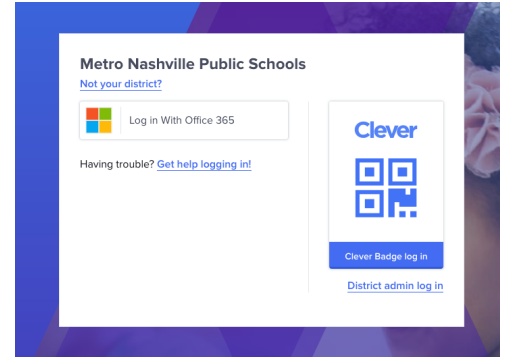 Metro Nashville Public Schools
Not your district?
Log in With Office 365
Having trouble? Get help logging in!
Clever
Clever Badge log in
District admin log in